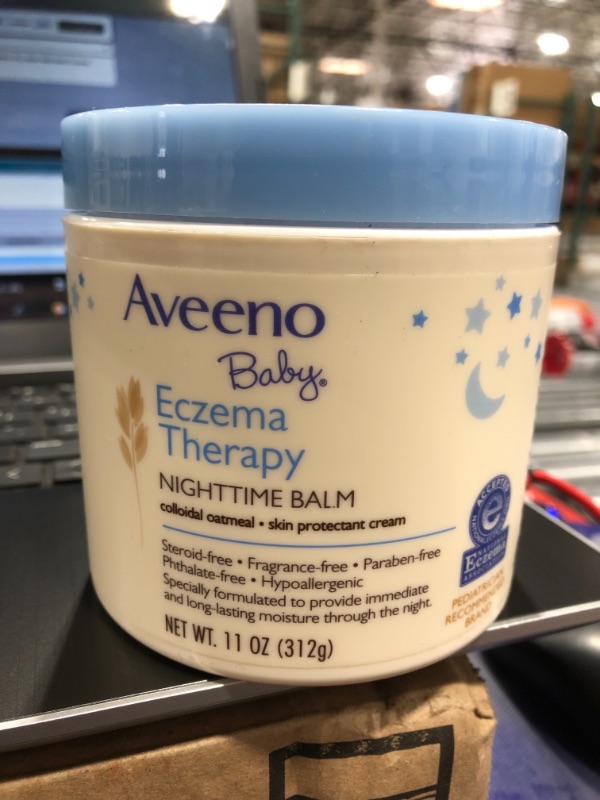 Aveeno
Baby®
Eczema
Therapy
NIGHTTIME BALM
colloidal oatmeal • skin protectant cream
Steroid-free • Fragrance-free • Paraben-free
Phthalate-free • Hypoallergenic
Specially formulated to provide immediate
and long-lasting moisture through the night.
NET WT. 11 OZ (312g)
ACCEPTED
e
NATIONAL
Eczema
ASSOCIATION
PEDIATRICIAN
RECOMMENDED
BRAND